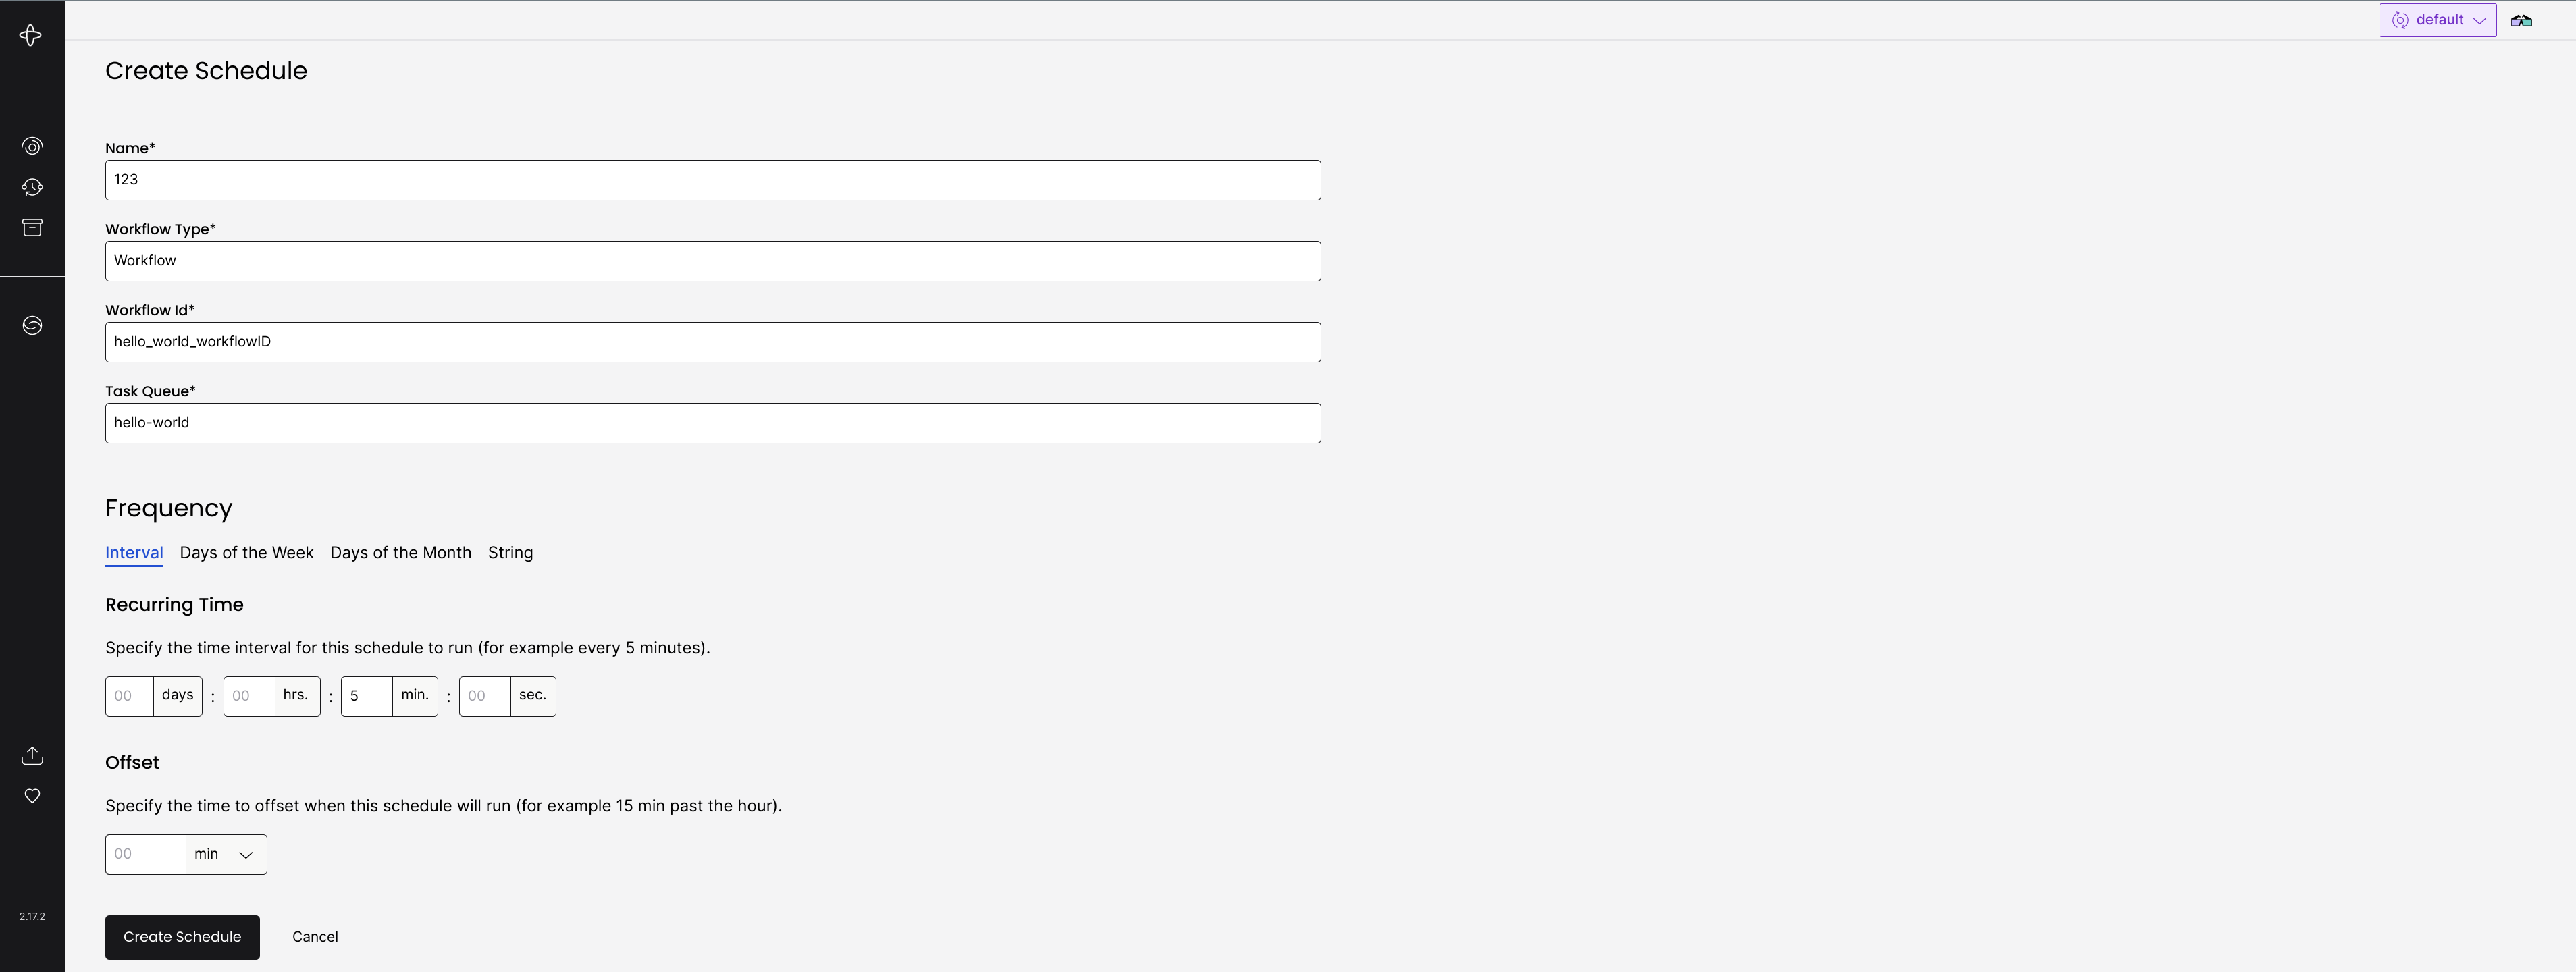 default
Create Schedule
Name*
123
Workflow Type*
Workflow
Workflow Id*
hello_world_workflowID
Task Queue*
hello-world
Frequency
Interval Days of the Week Days of the Month String
Recurring Time
Specify the time interval for this schedule to run (for example every 5 minutes).
00 days : 00 hrs. : 5 min. : 00 sec.
Offset
Specify the time to offset when this schedule will run (for example 15 min past the hour).
00 min
2.17.2
Create Schedule Cancel